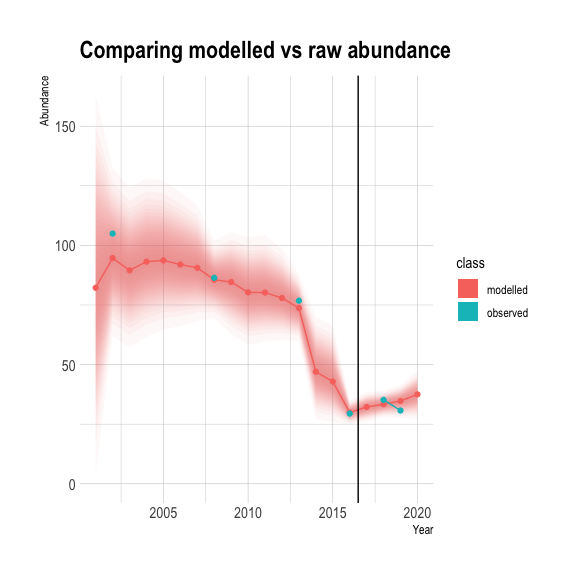 Comparing modelled vs raw abundance
Abundance
150
100
50
0
2005 2010 2015 2020
Year
class
modelled
observed